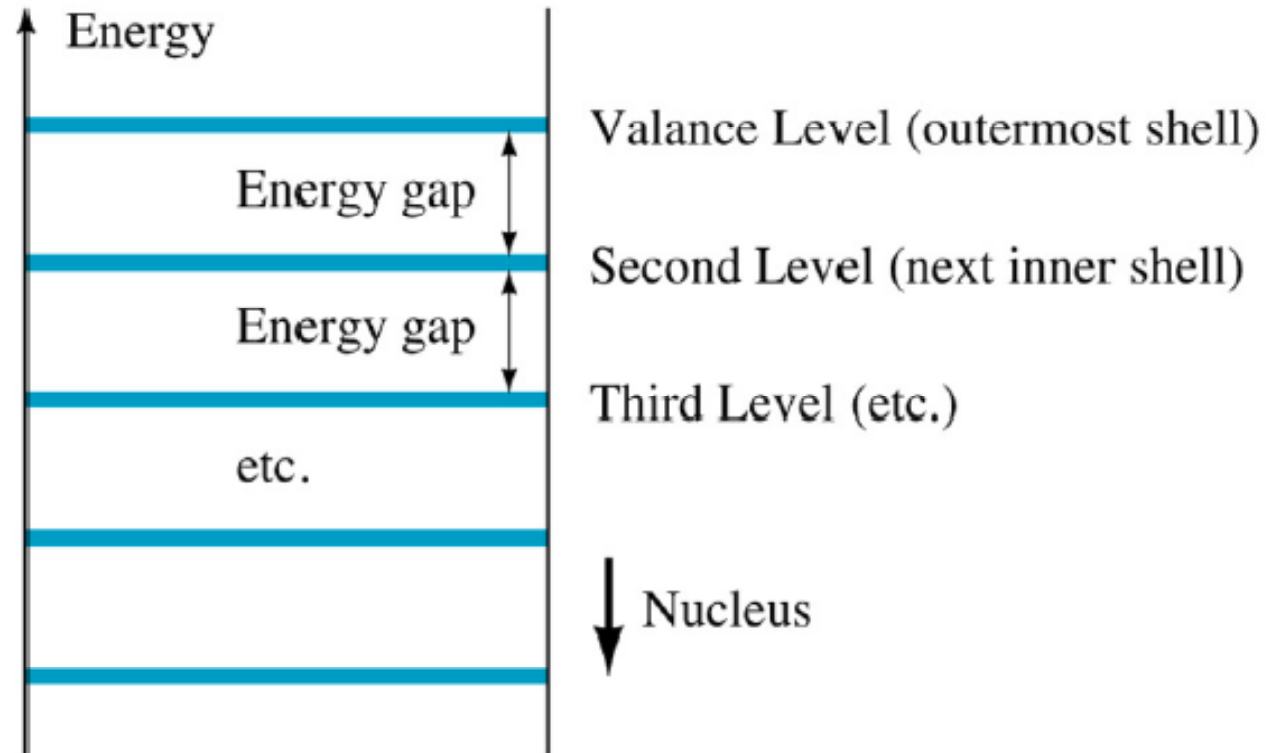 Energy
Valance Level (outermost shell)
Energy gap
Second Level (next inner shell)
Energy gap
Third Level (etc.)
etc.
Nucleus